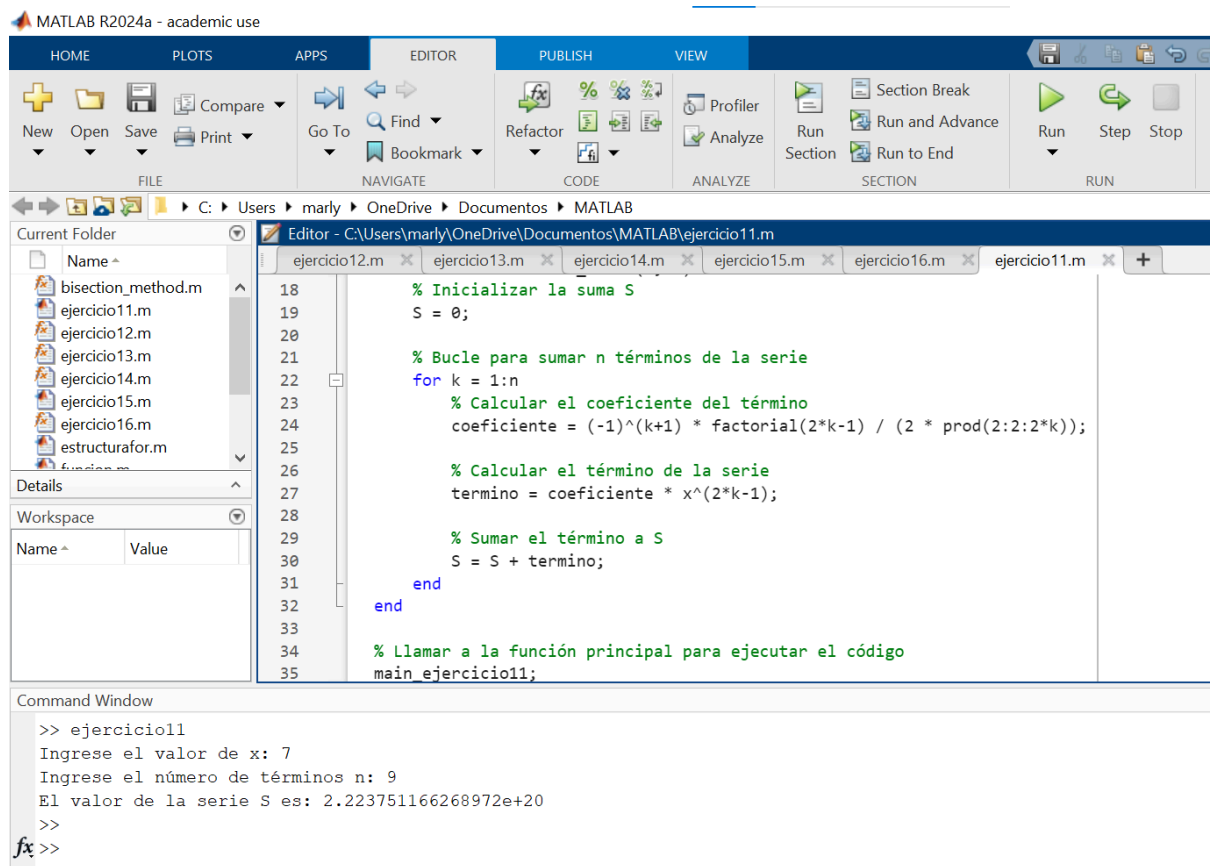 MATLAB R2024a - academic use
HOME PLOTS APPS EDITOR PUBLISH VIEW
New Open Save Compare Print
FILE
Go To Find Bookmark
NAVIGATE
Refactor
CODE
Profiler
Analyze
ANALYZE
Run Section
Section Break
Run and Advance
Run to End
SECTION
Run Step Stop
RUN
C: Users marly OneDrive Documentos MATLAB
Current Folder
Name
bisection_method.m
ejercicio11.m
ejercicio12.m
ejercicio13.m
ejercicio14.m
ejercicio15.m
ejercicio16.m
estructurafor.m
Details
Workspace
Name Value
Editor - C:\Users\marly\OneDrive\Documentos\MATLAB\ejercicio11.m
ejercicio12.m ejercicio13.m ejercicio14.m ejercicio15.m ejercicio16.m ejercicio11.m +
18 % Inicializar la suma S
19 S = 0;
20
21 % Bucle para sumar n términos de la serie
22 for k = 1:n
23 % Calcular el coeficiente del término
24 coeficiente = (-1)^(k+1) * factorial(2*k-1) / (2 * prod(2:2:2*k));
25
26 % Calcular el término de la serie
27 termino = coeficiente * x^(2*k-1);
28
29 % Sumar el término a S
30 S = S + termino;
31 end
32 end
33
34 % Llamar a la función principal para ejecutar el código
35 main_ejercicio11;
Command Window
>> ejercicio11
Ingrese el valor de x: 7
Ingrese el número de términos n: 9
El valor de la serie S es: 2.223751166268972e+20
>>
fx >>